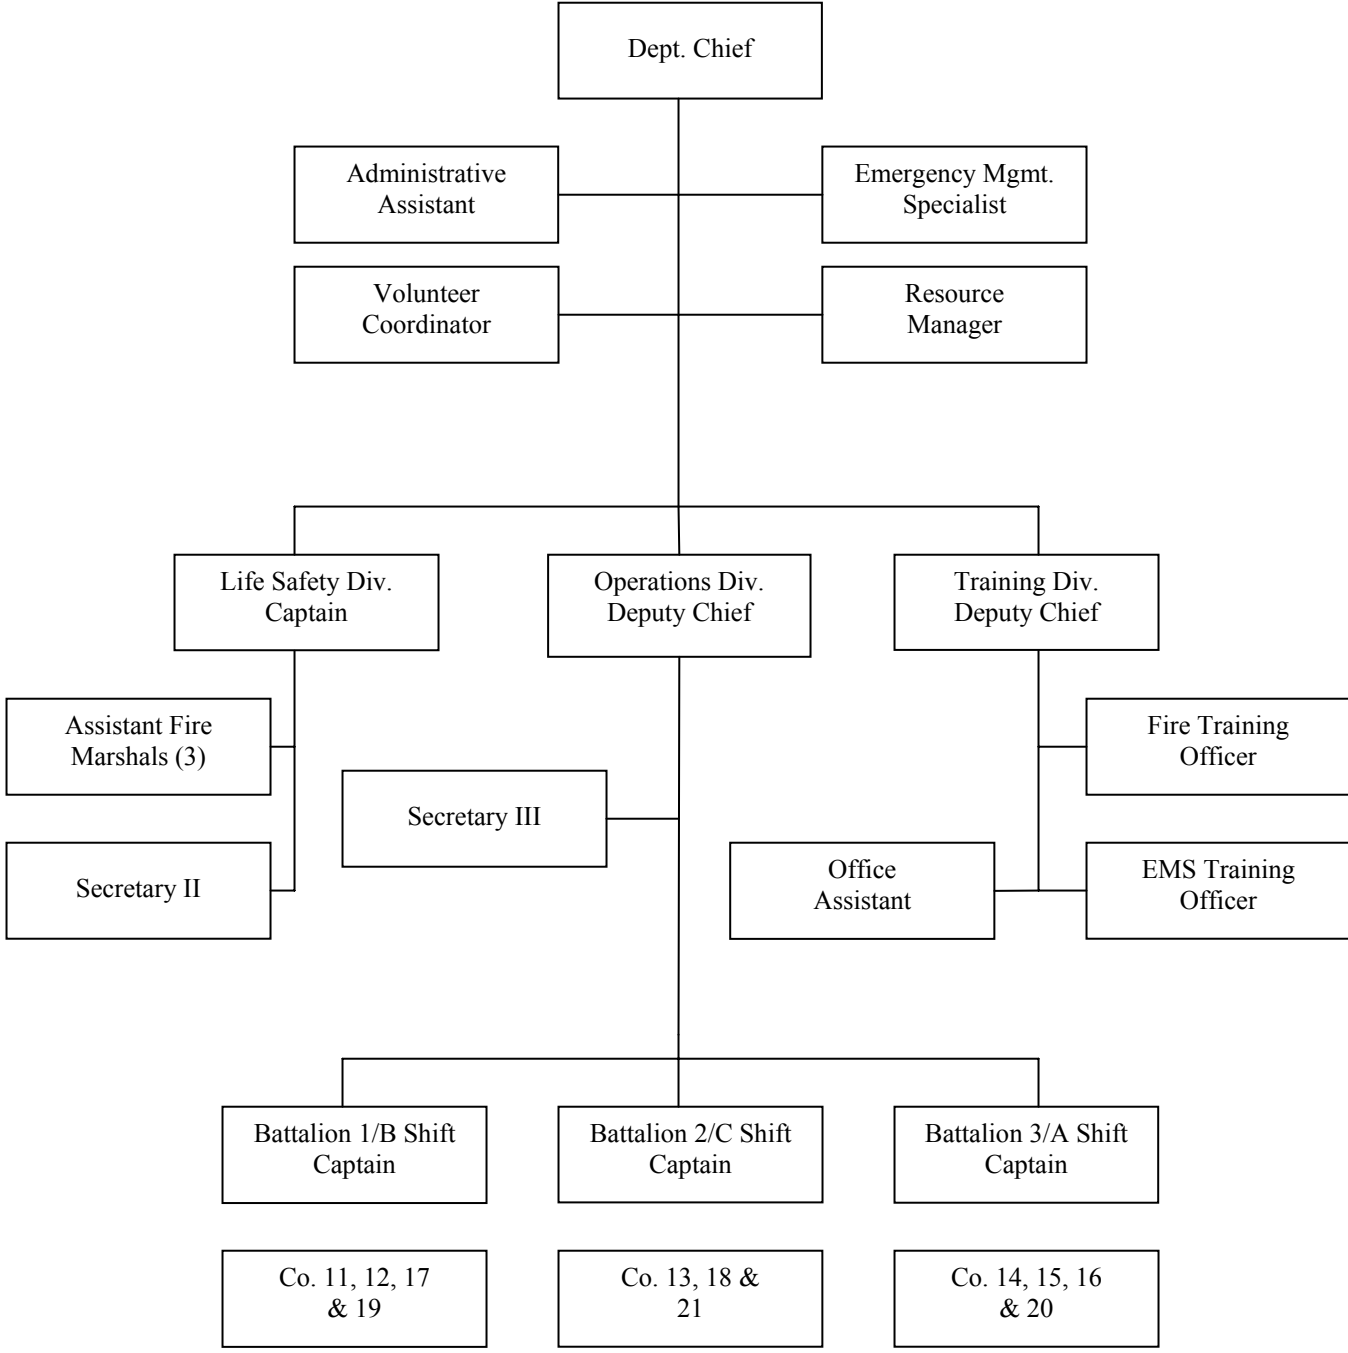 Dept. Chief
Administrative
Assistant
Emergency Mgmt.
Specialist
Volunteer
Coordinator
Resource
Manager
Life Safety Div.
Captain
Operations Div.
Deputy Chief
Training Div.
Deputy Chief
Assistant Fire
Marshals (3)
Fire Training
Officer
Secretary III
Secretary II
Office
Assistant
EMS Training
Officer
Battalion 1/B Shift
Captain
Battalion 2/C Shift
Captain
Battalion 3/A Shift
Captain
Co. 11, 12, 17
& 19
Co. 13, 18 &
21
Co. 14, 15, 16
& 20